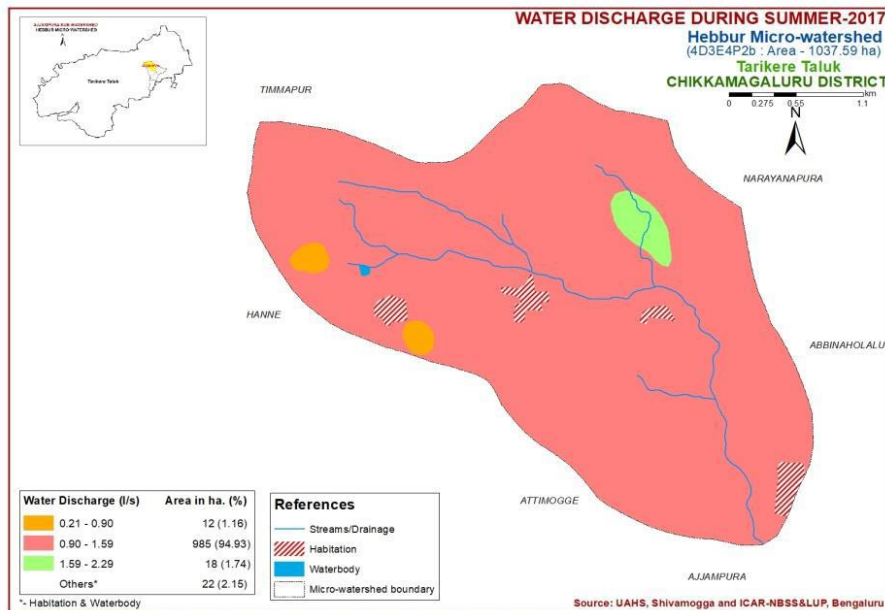 WATER DISCHARGE DURING SUMMER-2017
Hebbur Micro-watershed
(4D3E4P2b : Area - 1037.59 ha)
Tarikere Taluk
CHIKKAMAGALURU DISTRICT
km
0 0.275 0.55 1.1
N
HEBBUR MICRO-WATERSHED
Tarikere Taluk
TIMMAPUR
NARAYANAPURA
HANNE
ABBINAHOLALU
ATTIMOGGE
AJJAMPURA
Water Discharge (l/s) Area in ha. (%)
0.21 - 0.90 12 (1.16)
0.90 - 1.59 985 (94.93)
1.59 - 2.29 18 (1.74)
Others* 22 (2.15)
*- Habitation & Waterbody
References
Streams/Drainage
Habitation
Waterbody
Micro-watershed boundary
Source: UAHS, Shivamogga and ICAR-NBSS&LUP, Bengaluru